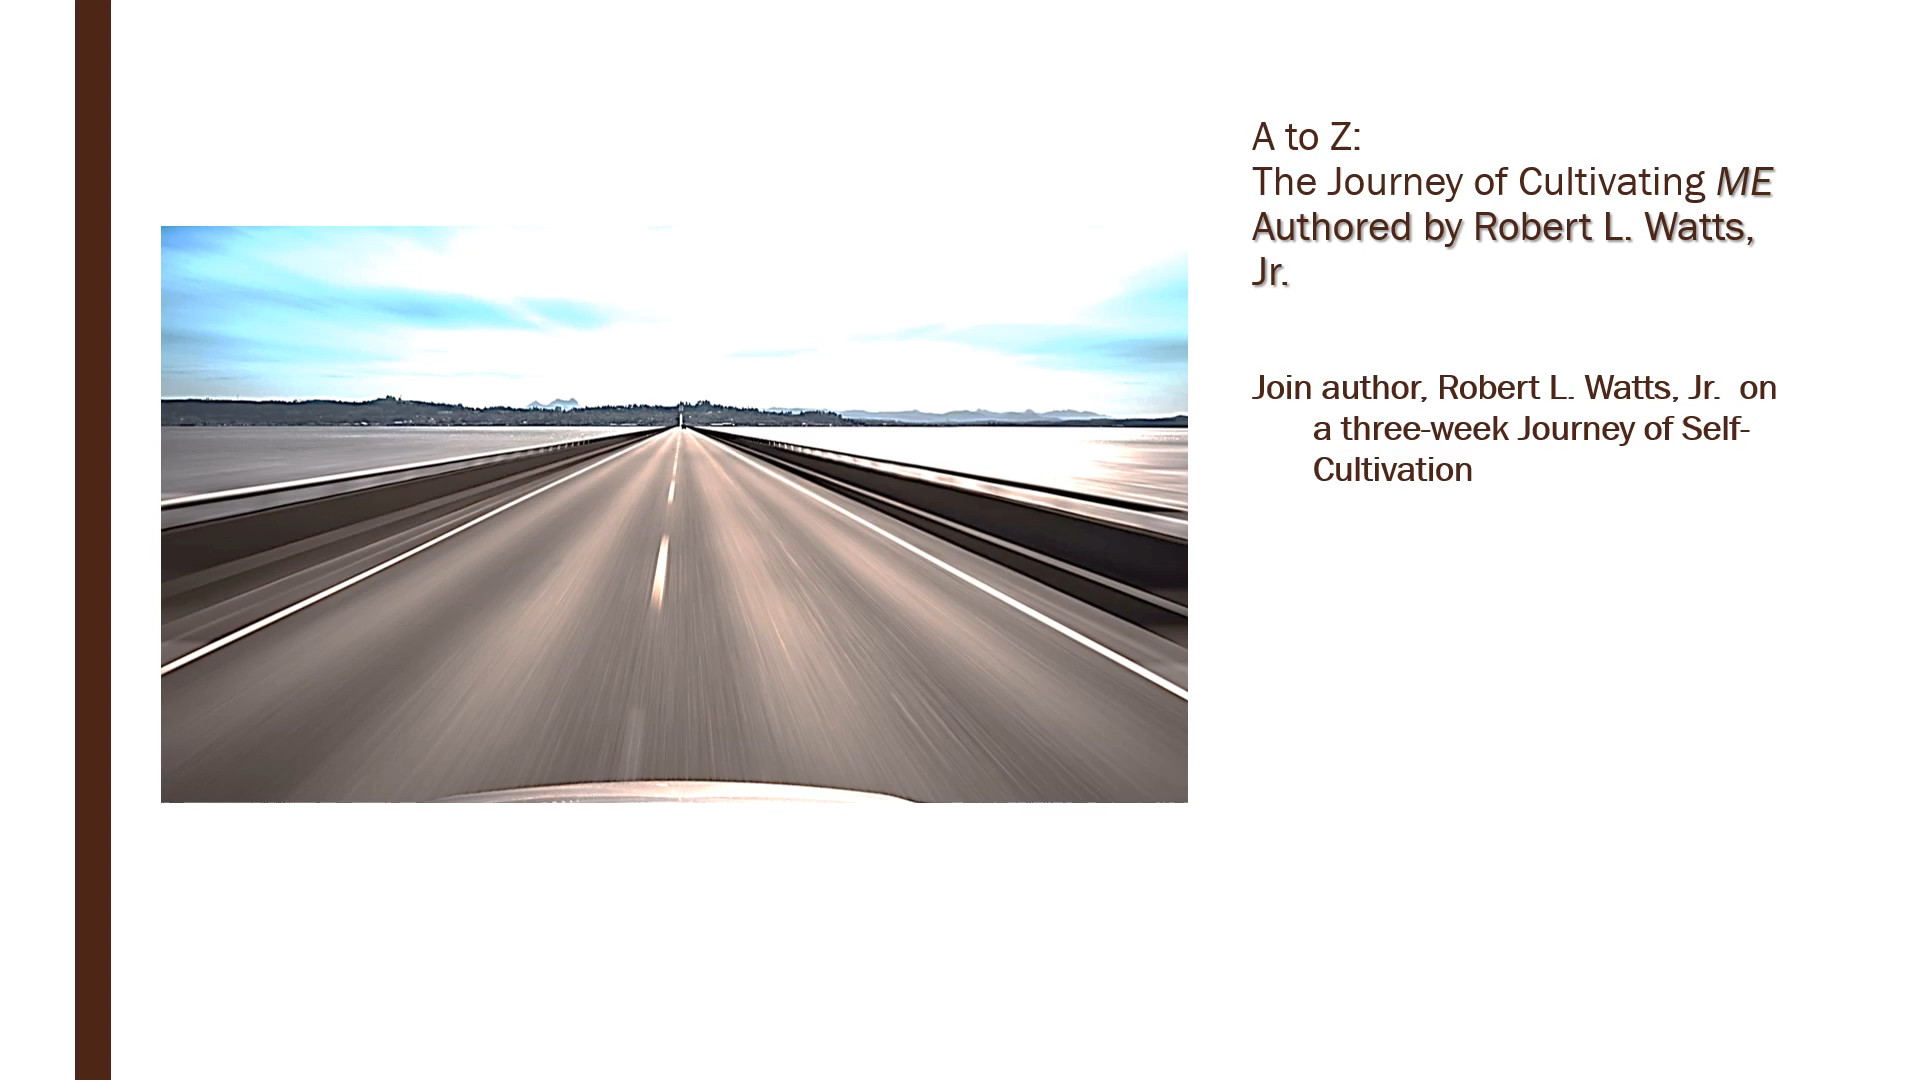 A to Z:
The Journey of Cultivating ME
Authored by Robert L. Watts,
Jr.
Join author, Robert L. Watts, Jr.  on
a three-week Journey of Self-
Cultivation